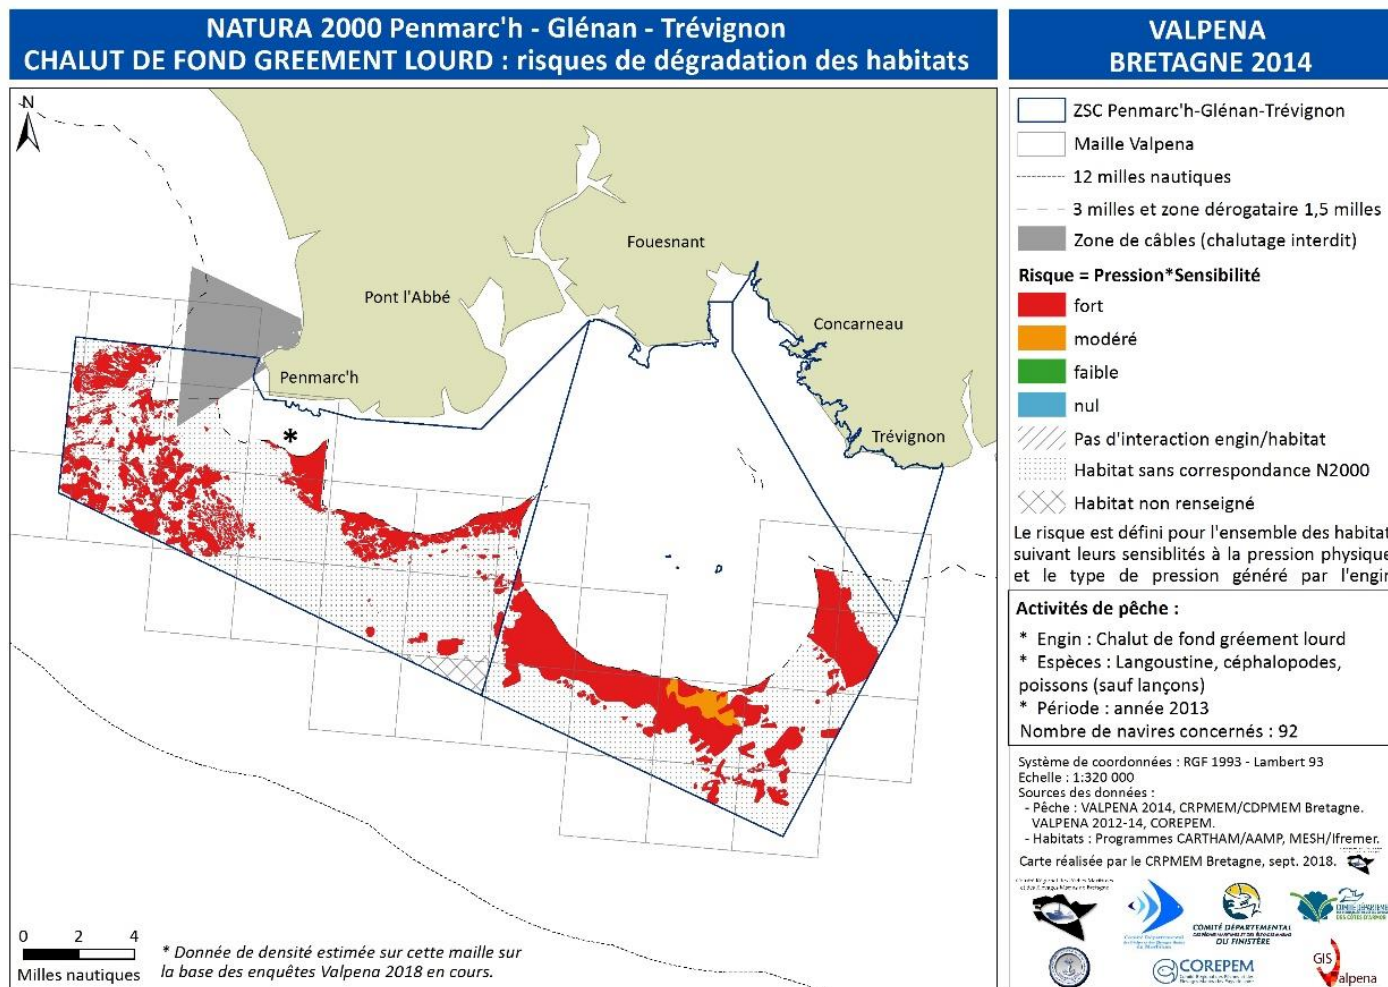 NATURA 2000 Penmarc'h - Glénan - Trévignon
CHALUT DE FOND GREEMENT LOURD : risques de dégradation des habitats
VALPENA
BRETAGNE 2014
N
Fouesnant
Pont l'Abbé
Concarneau
Penmarc'h
Trévignon
*
0 2 4
Milles nautiques
* Donnée de densité estimée sur cette maille sur
la base des enquêtes Valpena 2018 en cours.
ZSC Penmarc'h-Glénan-Trévignon
Maille Valpena
12 milles nautiques
3 milles et zone dérogataire 1,5 milles
Zone de câbles (chalutage interdit)
Risque = Pression*Sensibilité
fort
modéré
faible
nul
Pas d'interaction engin/habitat
Habitat sans correspondance N2000
Habitat non renseigné
Le risque est défini pour l'ensemble des habitat
suivant leurs sensiblités à la pression physique
et le type de pression généré par l'engin
Activités de pêche :
* Engin : Chalut de fond gréement lourd
* Espèces : Langoustine, céphalopodes,
poissons (sauf lançons)
* Période : année 2013
Nombre de navires concernés : 92
Système de coordonnées : RGF 1993 - Lambert 93
Echelle : 1:320 000
Sources des données :
- Pêche : VALPENA 2014, CRPMEM/CDPMEM Bretagne.
VALPENA 2012-14, COREPEM.
- Habitats : Programmes CARTHAM/AAMP, MESH/Ifremer.
Carte réalisée par le CRPMEM Bretagne, sept. 2018.
COMITÉ DÉPARTEMENTAL
DU FINISTÈRE
COREPEM
GIS
Valpena